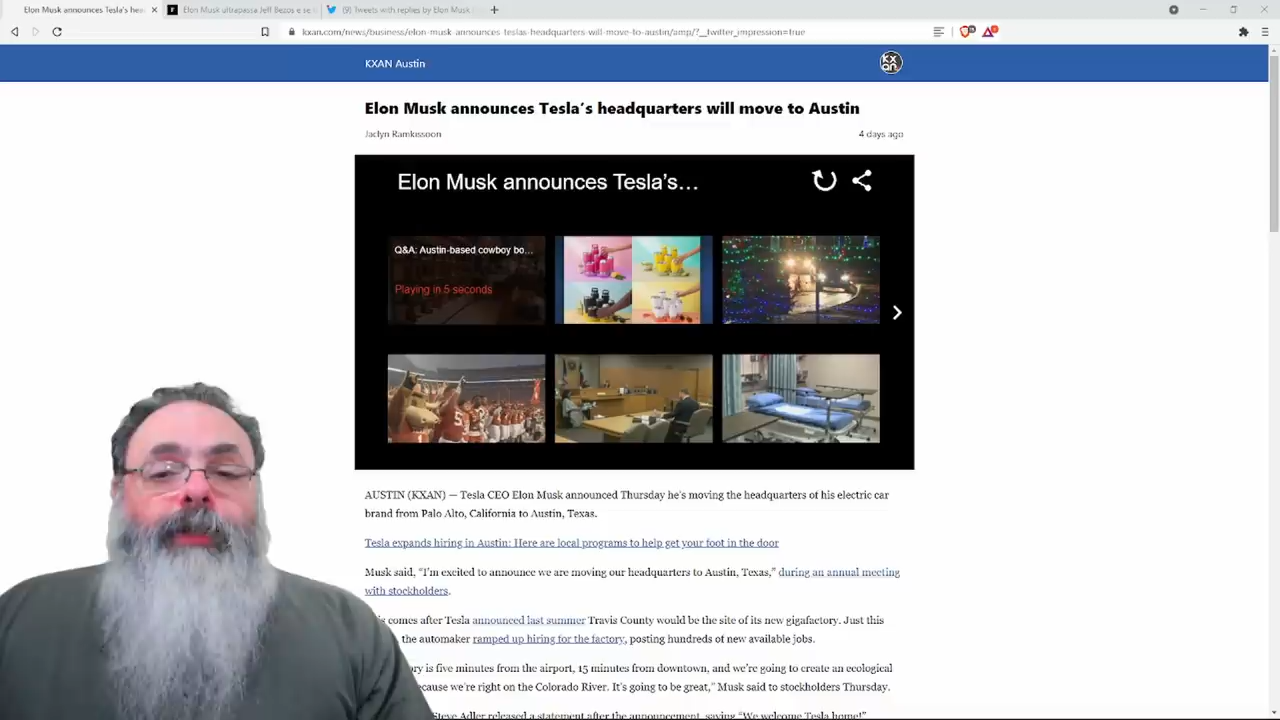 Elon Musk announces Tesla's hea
Elon Musk ultrapassa Jeff Bezos e se
(9) Tweets with replies by Elon Musk
kxan.com/news/business/elon-musk-announces-teslas-headquarters-will-move-to-austin/amp/?__twitter_impression=true
KXAN Austin
KX
an
Elon Musk announces Tesla's headquarters will move to Austin
Jaclyn Ramkissoon
4 days ago
Elon Musk announces Tesla's…
Q&A: Austin-based cowboy bo…
Playing in 5 seconds
AUSTIN (KXAN) — Tesla CEO Elon Musk announced Thursday he's moving the headquarters of his electric car
brand from Palo Alto, California to Austin, Texas.
Tesla expands hiring in Austin: Here are local programs to help get your foot in the door
Musk said, "I'm excited to announce we are moving our headquarters to Austin, Texas," during an annual meeting
with stockholders.
comes after Tesla announced last summer Travis County would be the site of its new gigafactory. Just this
the automaker ramped up hiring for the factory, posting hundreds of new available jobs.
is five minutes from the airport, 15 minutes from downtown, and we're going to create an ecological
because we're right on the Colorado River. It's going to be great," Musk said to stockholders Thursday.
Steve Adler released a statement after the announcement, saying "We welcome Tesla home!"